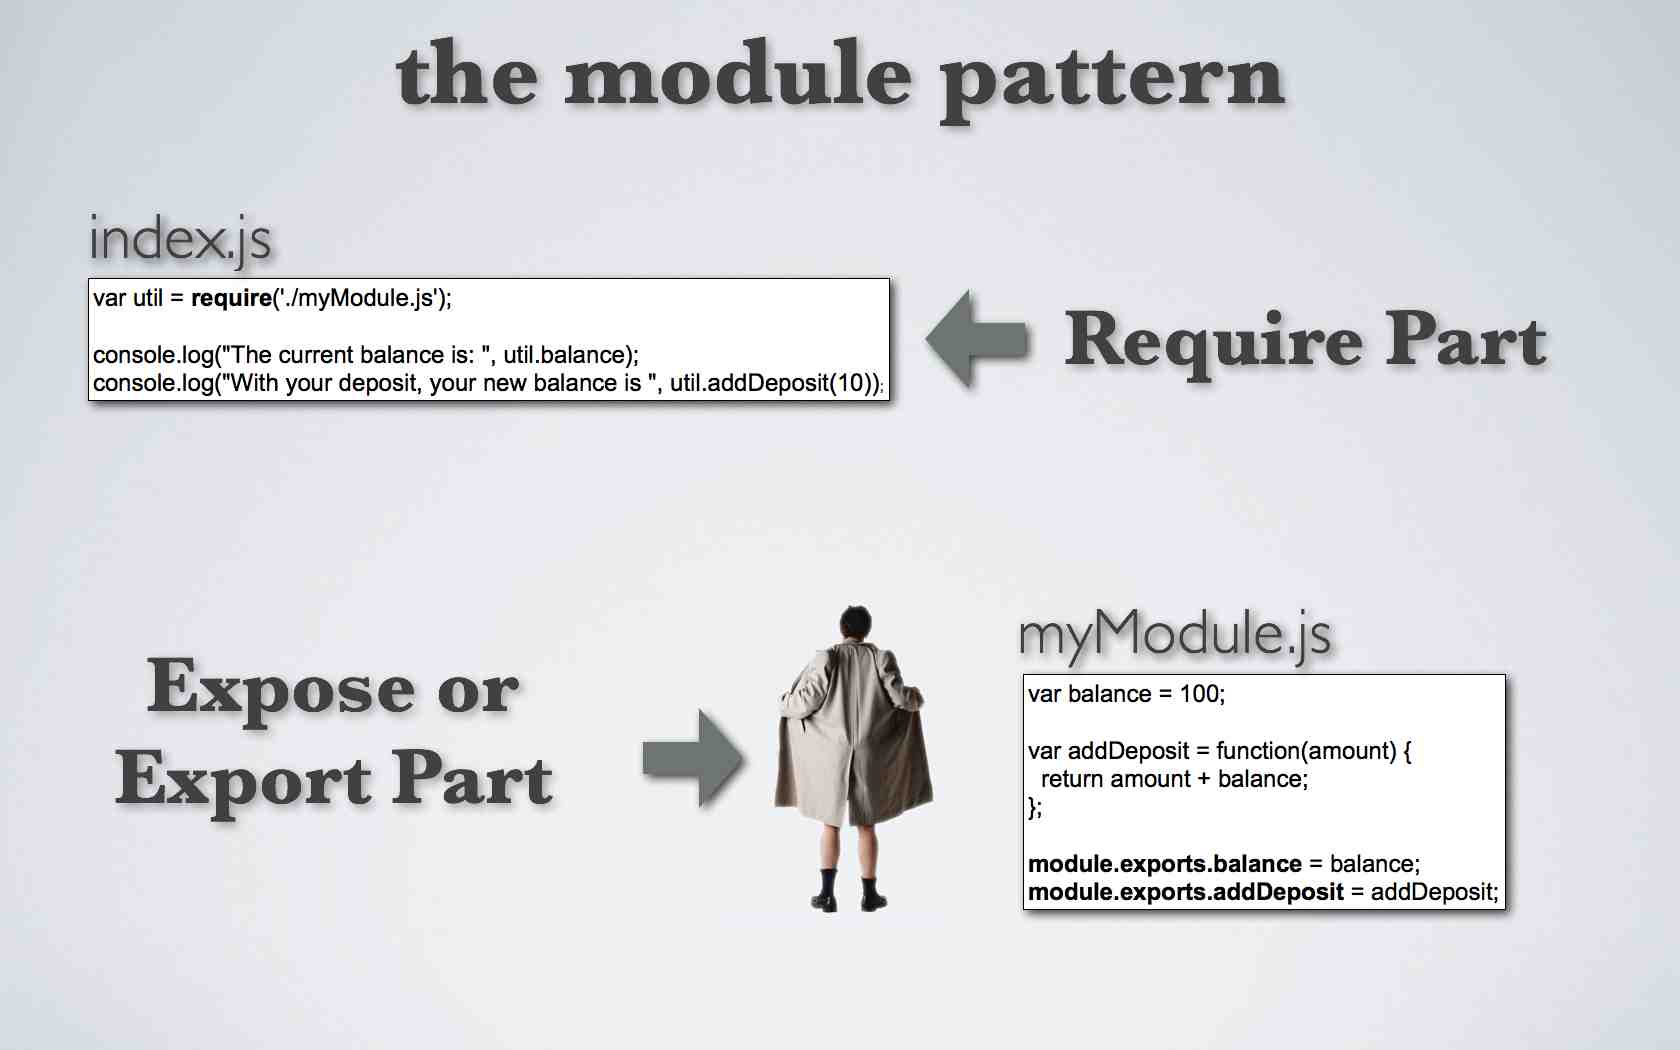 the module pattern
index.js
var util = require('./myModule.js');
console.log("The current balance is: ", util.balance);
console.log("With your deposit, your new balance is ", util.addDeposit(10));
Require Part
Expose or
Export Part
myModule.js
var balance = 100;
var addDeposit = function(amount) {
  return amount + balance;
};
module.exports.balance = balance;
module.exports.addDeposit = addDeposit;